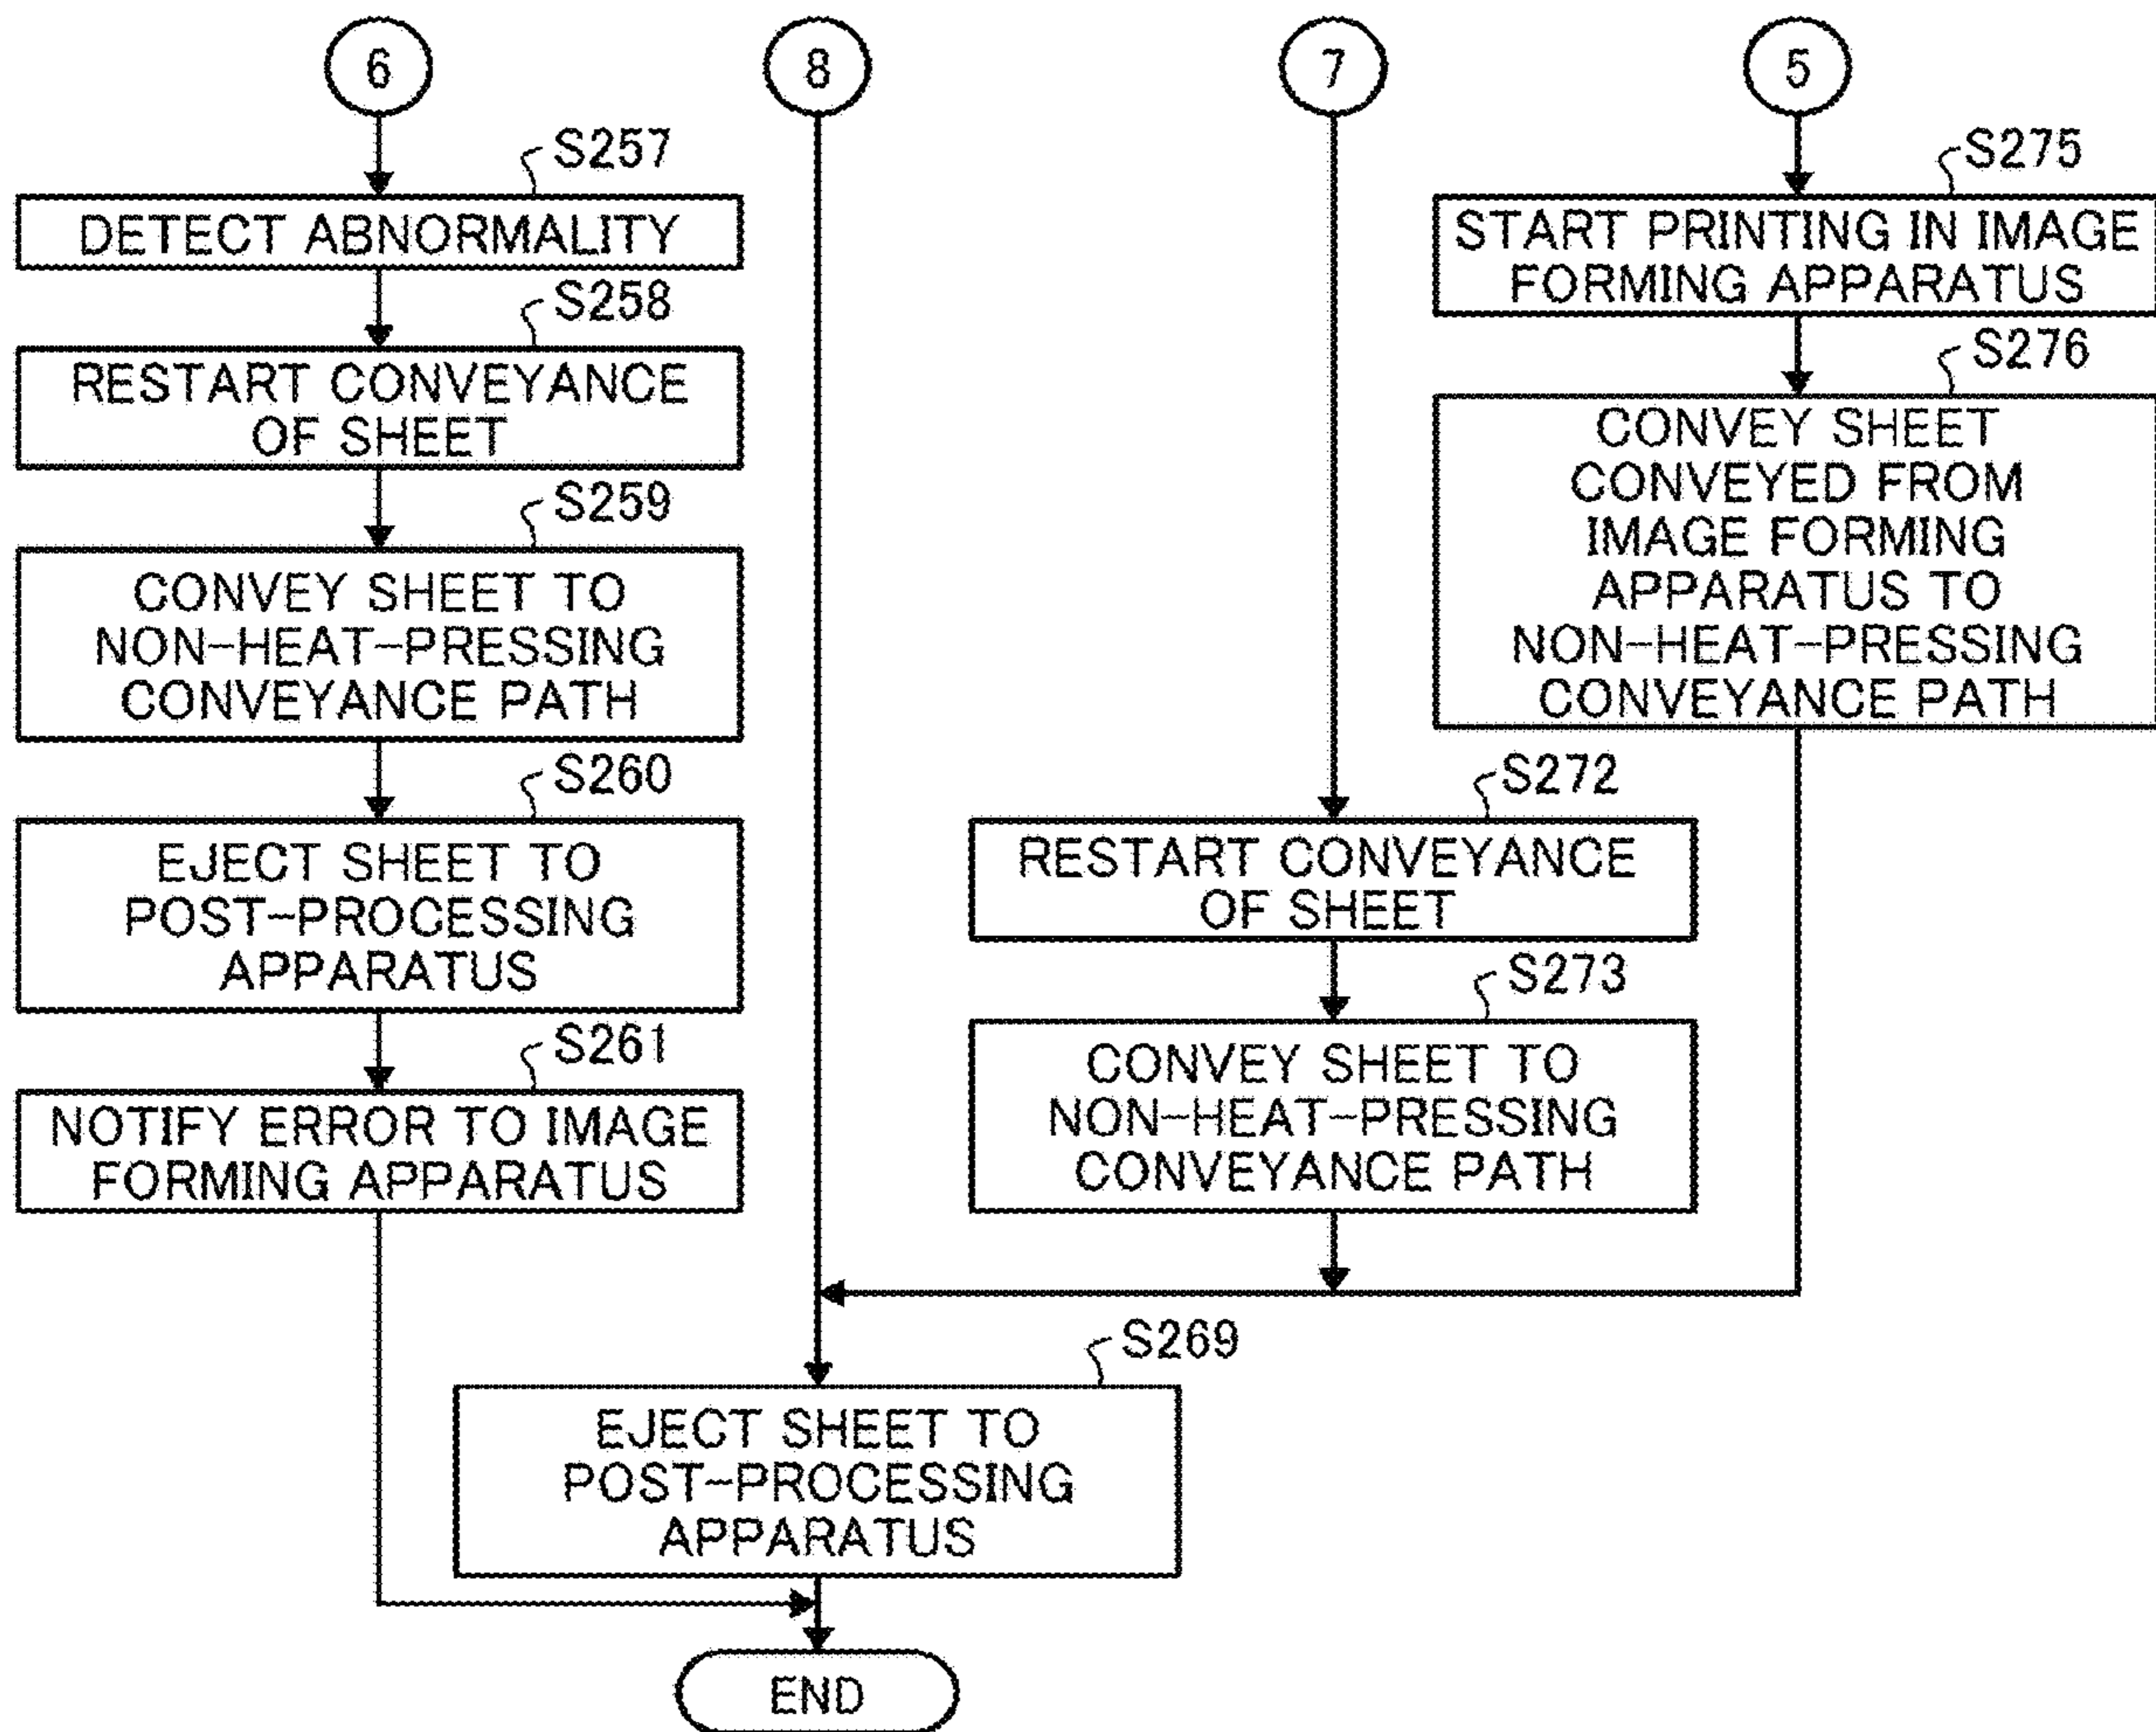 6
8
7
5
S257
DETECT ABNORMALITY
S258
RESTART CONVEYANCE
OF SHEET
S259
CONVEY SHEET TO
NON-HEAT-PRESSING
CONVEYANCE PATH
S260
EJECT SHEET TO
POST-PROCESSING
APPARATUS
S261
NOTIFY ERROR TO IMAGE
FORMING APPARATUS
S275
START PRINTING IN IMAGE
FORMING APPARATUS
S276
CONVEY SHEET
CONVEYED FROM
IMAGE FORMING
APPARATUS TO
NON-HEAT-PRESSING
CONVEYANCE PATH
S272
RESTART CONVEYANCE
OF SHEET
S273
CONVEY SHEET TO
NON-HEAT-PRESSING
CONVEYANCE PATH
S269
EJECT SHEET TO
POST-PROCESSING
APPARATUS
END